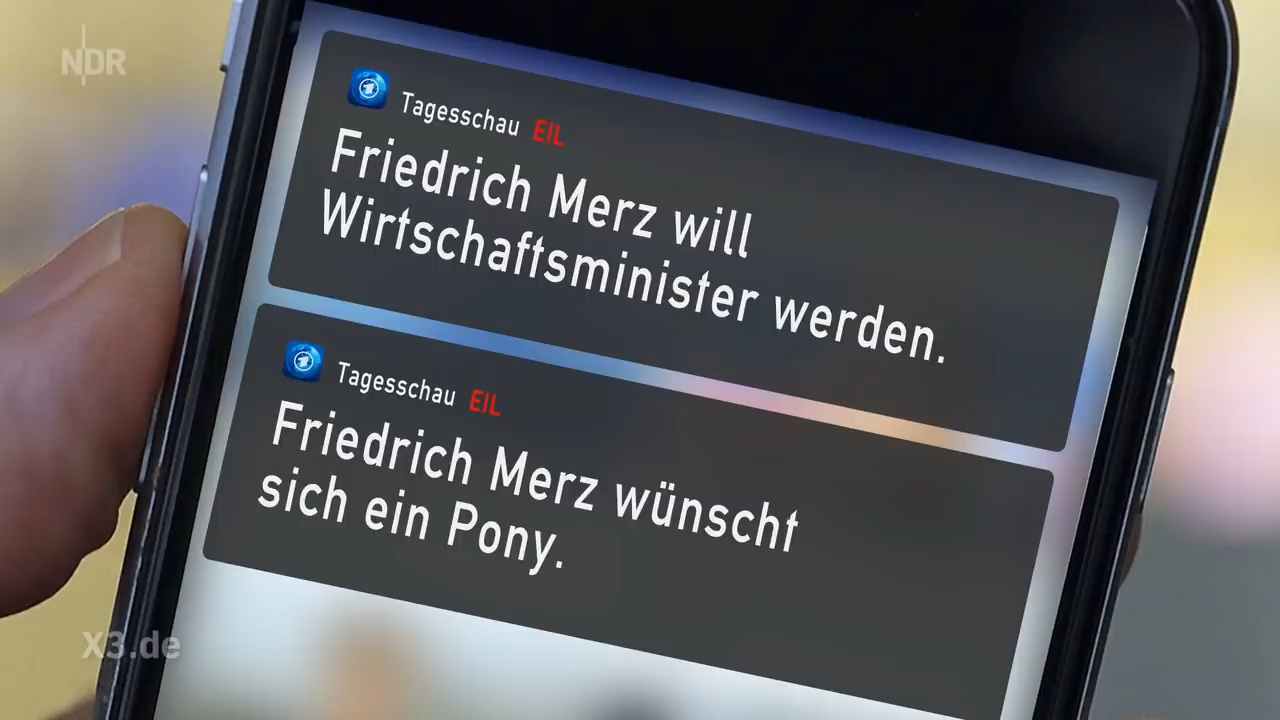 NDR
Tagesschau EIL
Friedrich Merz will
Wirtschaftsminister werden.
Tagesschau EIL
Friedrich Merz wünscht
sich ein Pony.
X3.de